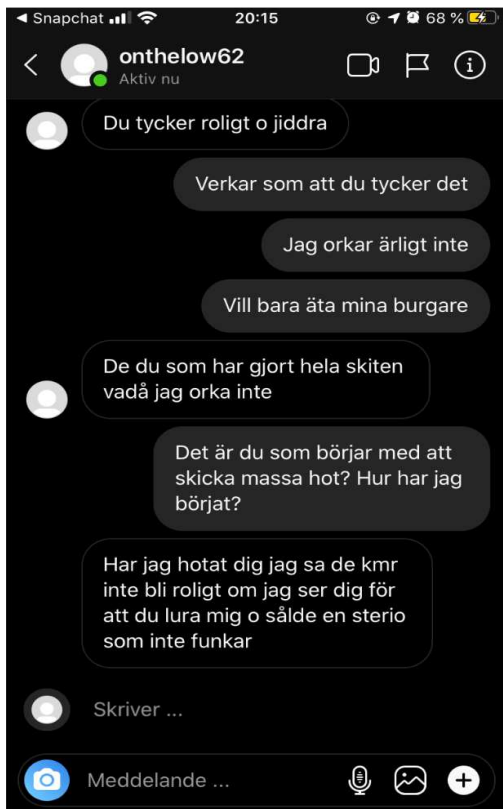 Snapchat 20:15 68 %
onthelow62
Aktiv nu
Du tycker roligt o jiddra
Verkar som att du tycker det
Jag orkar ärligt inte
Vill bara äta mina burgare
De du som har gjort hela skiten
vadå jag orka inte
Det är du som börjar med att
skicka massa hot? Hur har jag
börjat?
Har jag hotat dig jag sa de kmr
inte bli roligt om jag ser dig för
att du lura mig o sålde en sterio
som inte funkar
Skriver ...
Meddelande ...